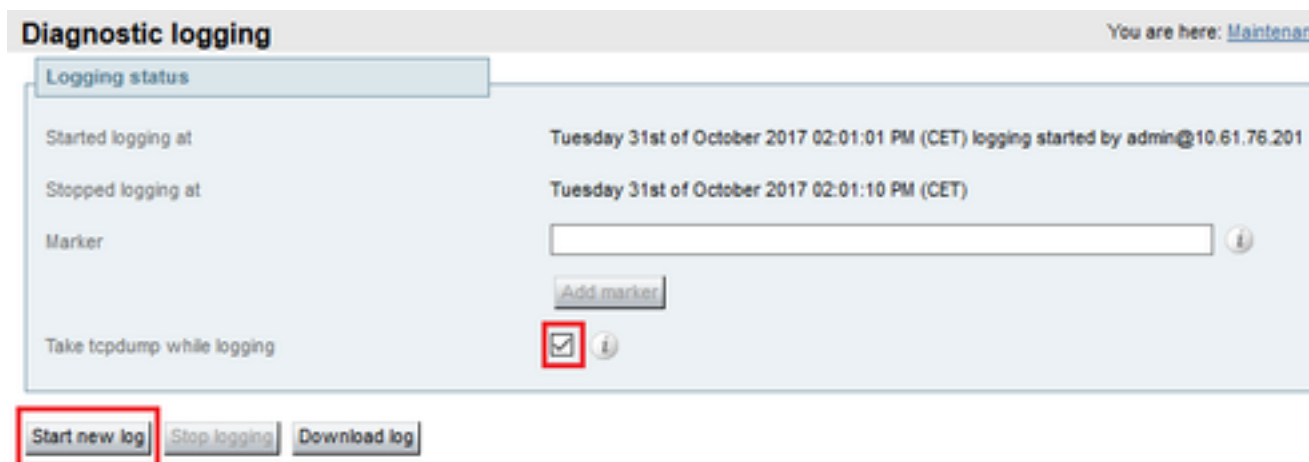 Diagnostic logging
You are here: Maintenan
Logging status
Started logging at
Tuesday 31st of October 2017 02:01:01 PM (CET) logging started by admin@10.61.76.201
Stopped logging at
Tuesday 31st of October 2017 02:01:10 PM (CET)
Marker
i
Add marker
Take tcpdump while logging
i
Start new log
Stop logging
Download log